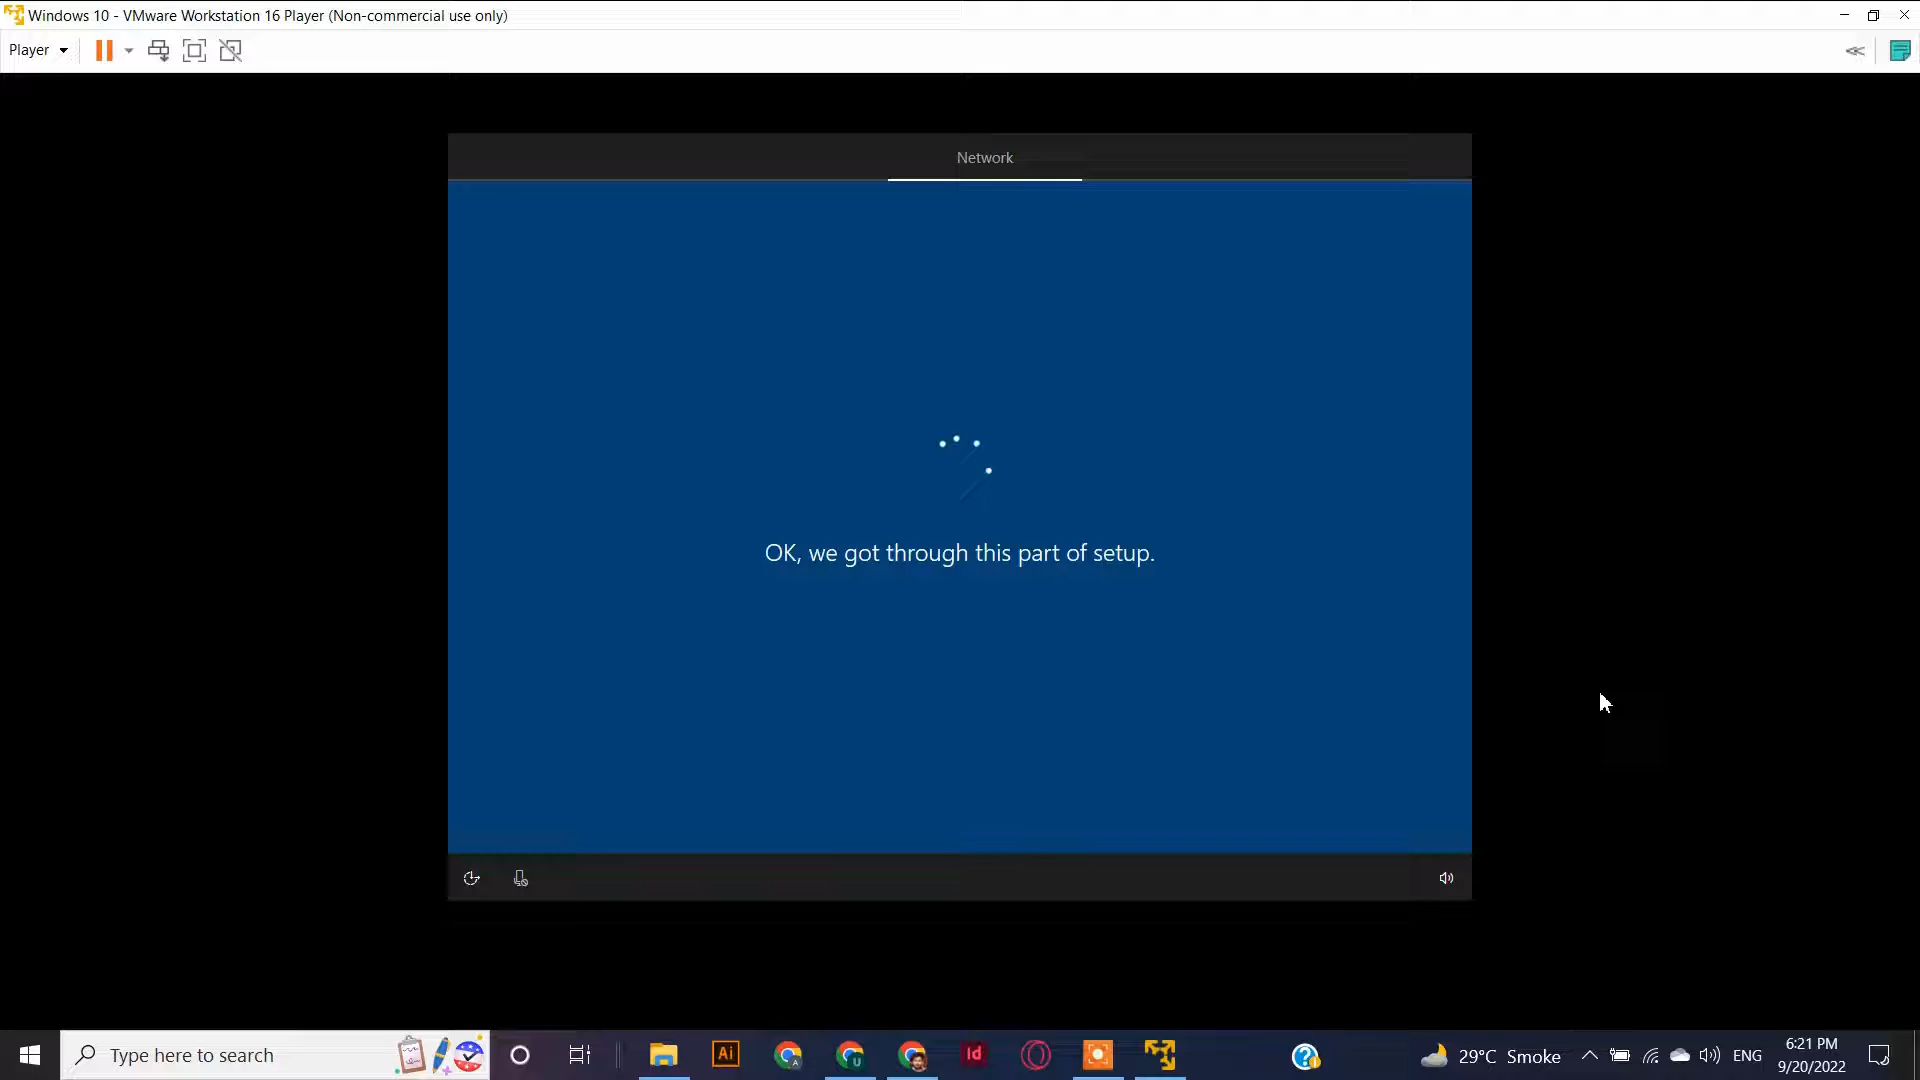 Windows 10 - VMware Workstation 16 Player (Non-commercial use only)
Player
Network
OK, we got through this part of setup.
Type here to search
Ai
A
U
Id
29°C Smoke
ENG
6:21 PM
9/20/2022